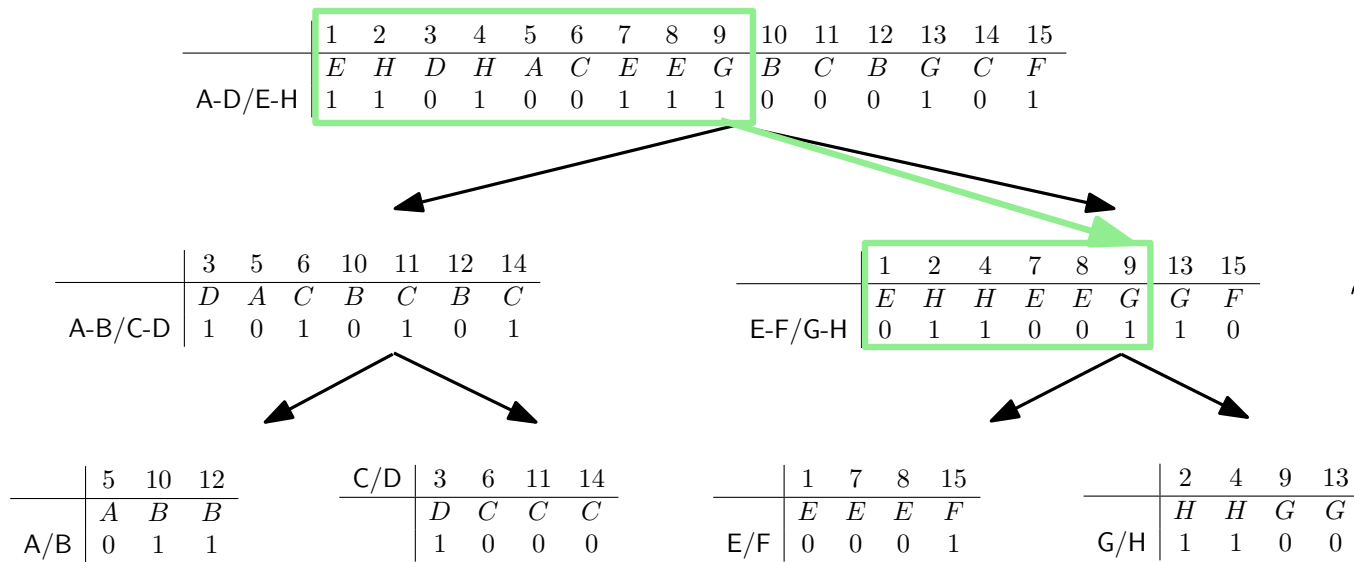 1 2 3 4 5 6 7 8 9 10 11 12 13 14 15
E H D H A C E E G B C B G C F
A-D/E-H 1 1 0 1 0 0 1 1 1 0 0 0 1 0 1
3 5 6 10 11 12 14
D A C B C B C
A-B/C-D 1 0 1 0 1 0 1
1 2 4 7 8 9 13 15
E H H E E G G F
E-F/G-H 0 1 1 0 0 1 1 0
5 10 12
A B B
A/B 0 1 1
C/D 3 6 11 14
D C C C
1 0 0 0
1 7 8 15
E E E F
E/F 0 0 0 1
2 4 9 13
H H G G
G/H 1 1 0 0